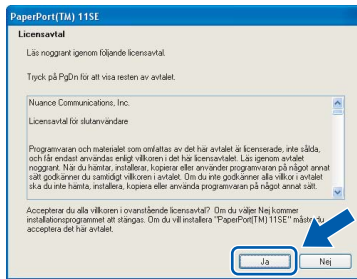 PaperPort(TM) 11SE
Licensavtal
Läs noggrant igenom följande licensavtal.
Tryck på PgDn för att visa resten av avtalet.
Nuance Communications, Inc.
Licensavtal för slutanvändare
Programvaran och materialet som omfattas av det här avtalet är licenserade, inte sålda,
och får endast användas enligt villkoren i det här licensavtalet. Läs igenom avtalet
noggrant. När du hämtar, installerar, kopierar eller använder programvaran på något annat
sätt godkänner du samtidigt villkoren i avtalet. Om du inte godkänner alla villkor i avtalet
ska du inte hämta, installera, kopiera eller använda programvaran på något annat sätt.
Accepterar du alla villkoren i ovanstående licensavtal? Om du väljer Nej kommer
installationsprogrammet att stängas. Om du vill installera "PaperPort(TM) 11SE" måste du
acceptera det här avtalet.
Ja
Nej